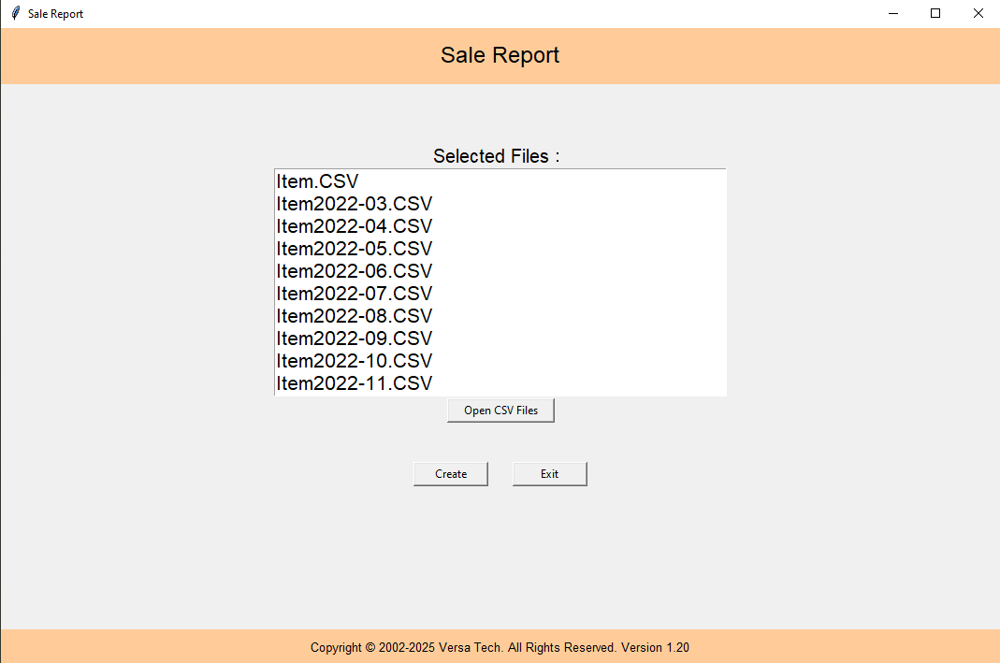 Sale Report
Sale Report
Selected Files :
Item.CSV
Item2022-03.CSV
Item2022-04.CSV
Item2022-05.CSV
Item2022-06.CSV
Item2022-07.CSV
Item2022-08.CSV
Item2022-09.CSV
Item2022-10.CSV
Item2022-11.CSV
Open CSV Files
Create Exit
Copyright © 2002-2025 Versa Tech. All Rights Reserved. Version 1.20